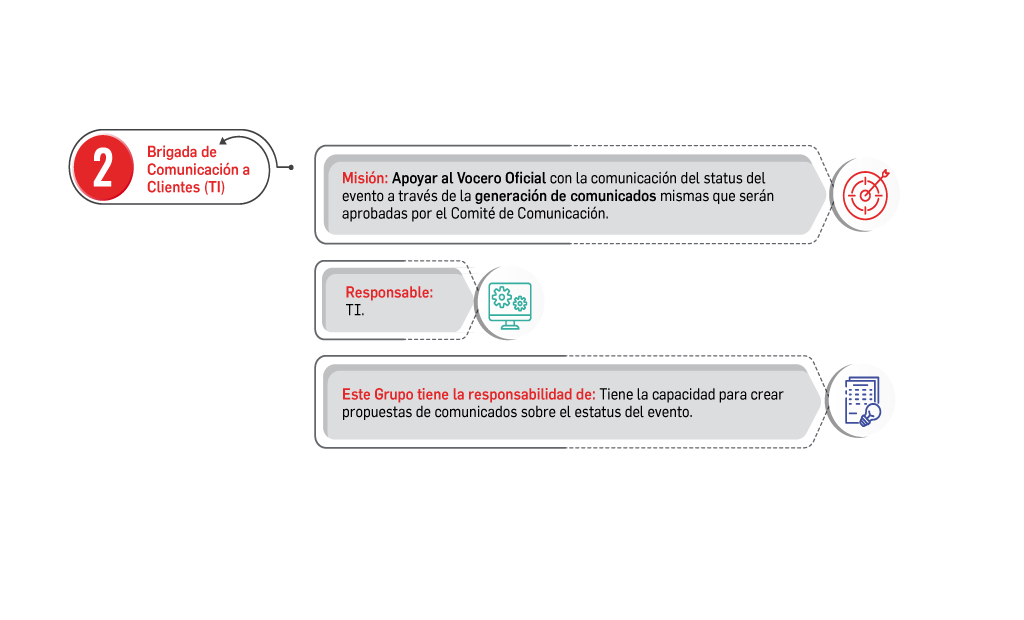 2
Brigada de
Comunicación a
Clientes (TI)
Misión: Apoyar al Vocero Oficial con la comunicación del status del
evento a través de la generación de comunicados mismas que serán
aprobadas por el Comité de Comunicación.
Responsable:
TI.
Este Grupo tiene la responsabilidad de: Tiene la capacidad para crear
propuestas de comunicados sobre el estatus del evento.